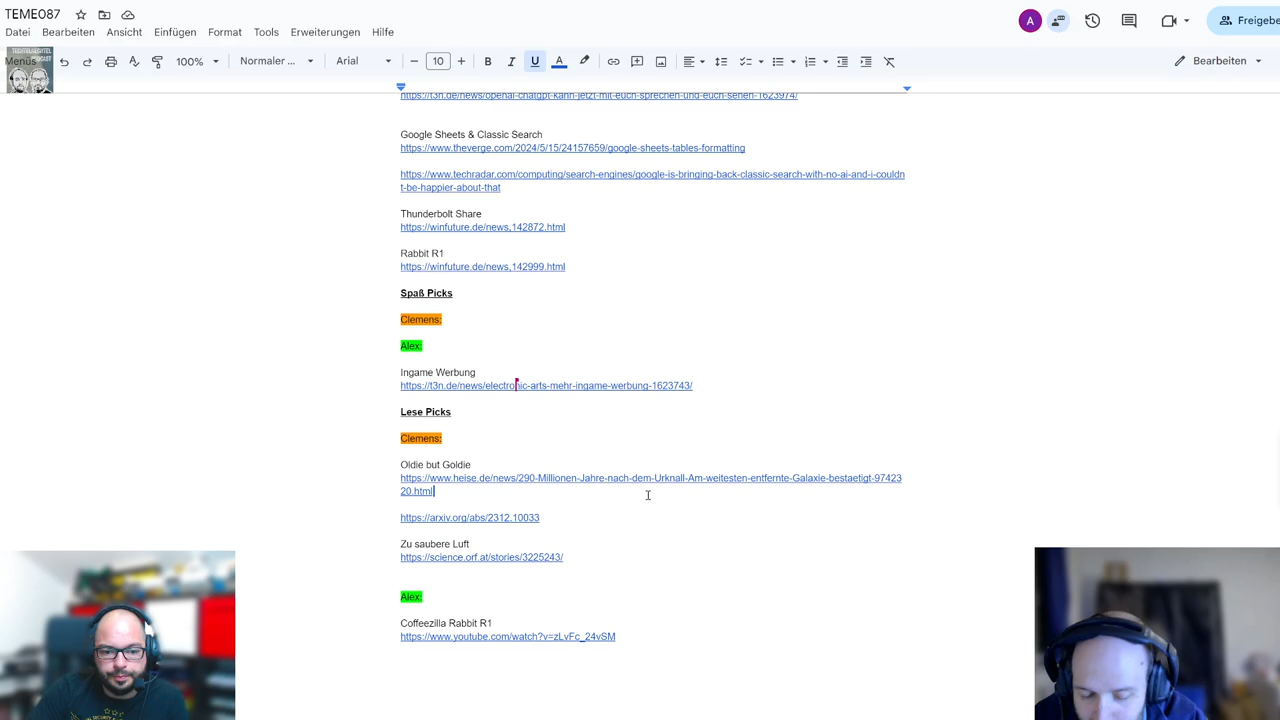 TEME087
Datei Bearbeiten Ansicht Einfügen Format Tools Erweiterungen Hilfe
A
Freigebe
Menüs
100% Normaler ... Arial 10 Bearbeiten
https://t3n.de/news/openai-chatgpt-kann-jetzt-mit-euch-sprechen-und-euch-sehen-1623974/
Google Sheets & Classic Search
https://www.theverge.com/2024/5/15/24157659/google-sheets-tables-formatting
https://www.techradar.com/computing/search-engines/google-is-bringing-back-classic-search-with-no-ai-and-i-couldn
t-be-happier-about-that
Thunderbolt Share
https://winfuture.de/news,142872.html
Rabbit R1
https://winfuture.de/news,142999.html
Spaß Picks
Clemens:
Alex:
Ingame Werbung
https://t3n.de/news/electronic-arts-mehr-ingame-werbung-1623743/
Lese Picks
Clemens:
Oldie but Goldie
https://www.heise.de/news/290-Millionen-Jahre-nach-dem-Urknall-Am-weitesten-entfernte-Galaxie-bestaetigt-97423
20.html
https://arxiv.org/abs/2312.10033
Zu saubere Luft
https://science.orf.at/stories/3225243/
Alex:
Coffeezilla Rabbit R1
https://www.youtube.com/watch?v=zLvFc_24vSM